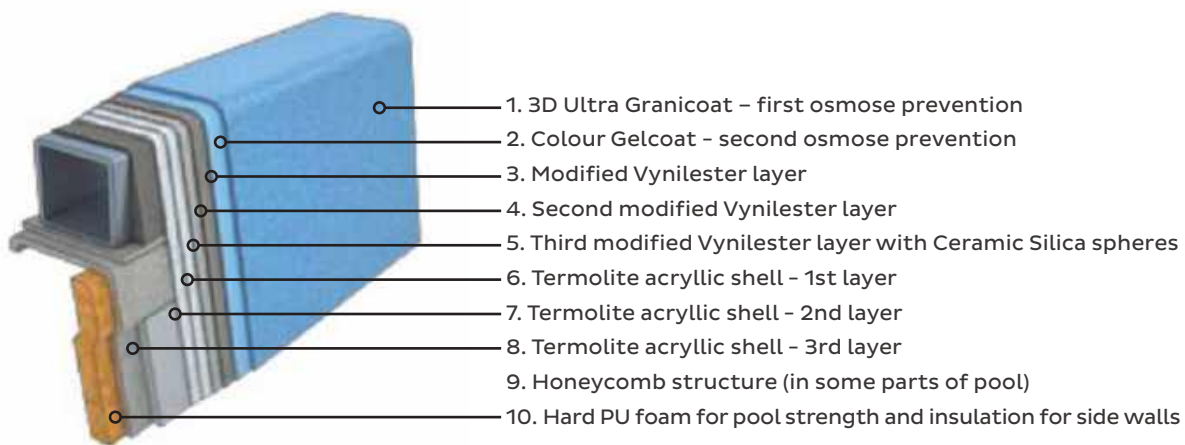 1. 3D Ultra Granicoat – first osmose prevention
2. Colour Gelcoat - second osmose prevention
3. Modified Vynilester layer
4. Second modified Vynilester layer
5. Third modified Vynilester layer with Ceramic Silica spheres
6. Termolite acryllic shell - 1st layer
7. Termolite acryllic shell - 2nd layer
8. Termolite acryllic shell - 3rd layer
9. Honeycomb structure (in some parts of pool)
10. Hard PU foam for pool strength and insulation for side walls